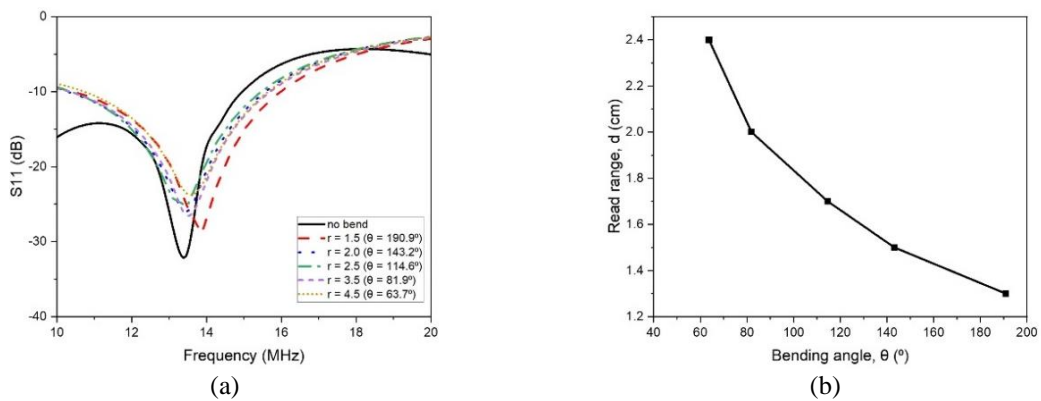 0
-10
-20
-30
-40
S11 (dB)
no bend
r = 1.5 (θ = 190.9º)
r = 2.0 (θ = 143.2º)
r = 2.5 (θ = 114.6º)
r = 3.5 (θ = 81.9º)
r = 4.5 (θ = 63.7º)
10 12 14 16 18 20
Frequency (MHz)
(a)
2.4
2.2
2.0
1.8
1.6
1.4
1.2
Read range, d (cm)
40 60 80 100 120 140 160 180 200
Bending angle, θ (º)
(b)